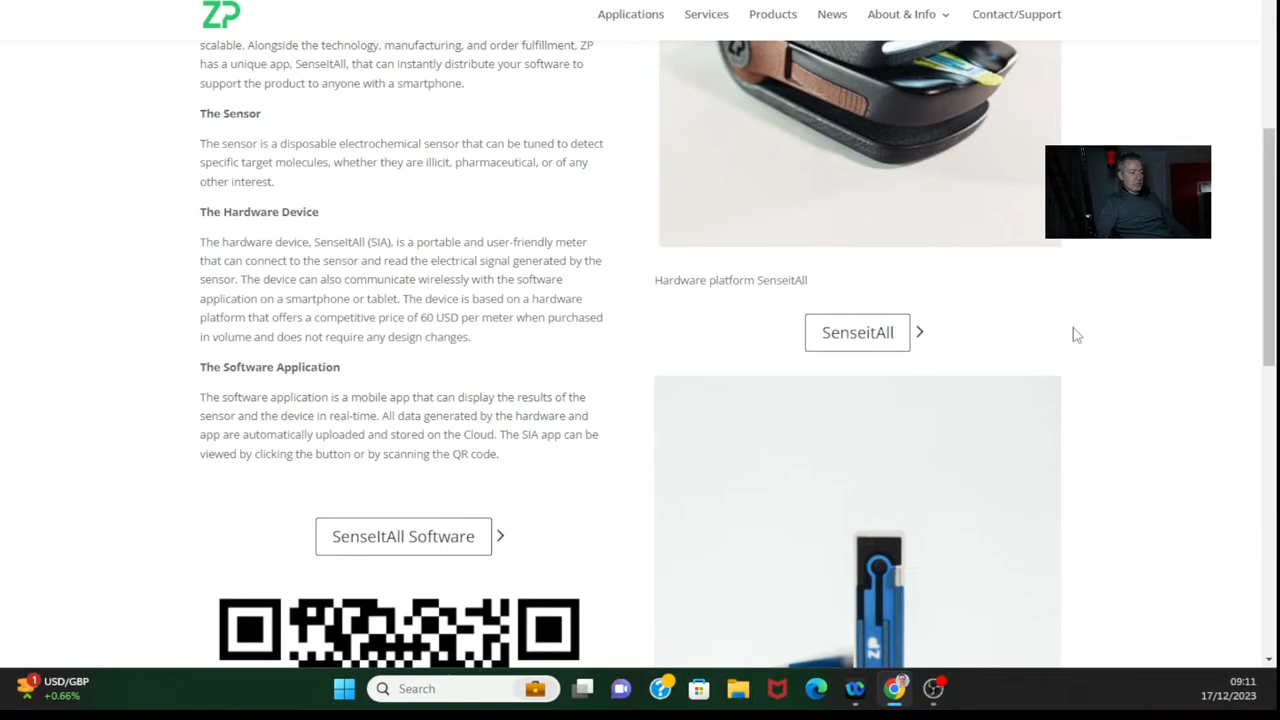 ZP
Applications Services Products News About & Info Contact/Support
scalable. Alongside the technology, manufacturing, and order fulfillment, ZP
has a unique app, SenseItAll, that can instantly distribute your software to
support the product to anyone with a smartphone.
The Sensor
The sensor is a disposable electrochemical sensor that can be tuned to detect
specific target molecules, whether they are illicit, pharmaceutical, or of any
other interest.
The Hardware Device
The hardware device, SenseItAll (SIA), is a portable and user-friendly meter
that can connect to the sensor and read the electrical signal generated by the
sensor. The device can also communicate wirelessly with the software
application on a smartphone or tablet. The device is based on a hardware
platform that offers a competitive price of 60 USD per meter when purchased
in volume and does not require any design changes.
The Software Application
The software application is a mobile app that can display the results of the
sensor and the device in real-time. All data generated by the hardware and
app are automatically uploaded and stored on the Cloud. The SIA app can be
viewed by clicking the button or by scanning the QR code.
SenseItAll Software
Hardware platform SenseitAll
SenseitAll
ZP
1
USD/GBP
+0.66%
Search
09:11
17/12/2023